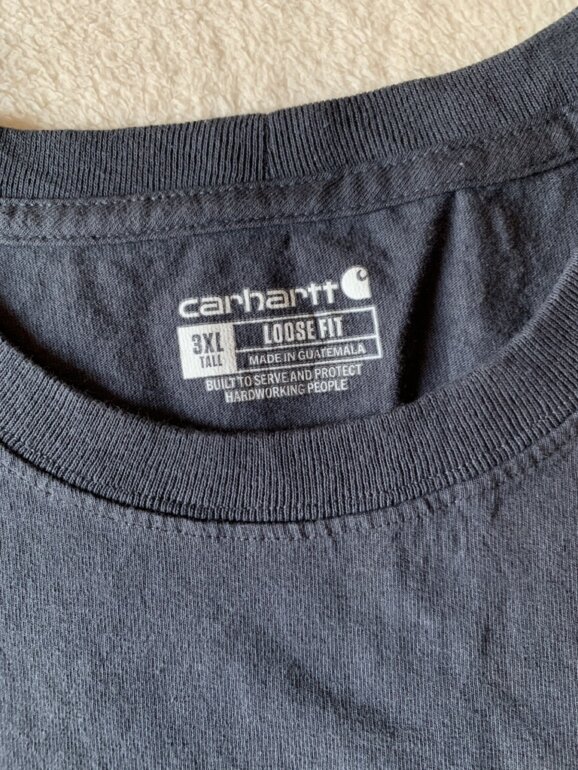 carhartt
3XL TALL
LOOSE FIT
MADE IN GUATEMALA
BUILT TO SERVE AND PROTECT
HARDWORKING PEOPLE